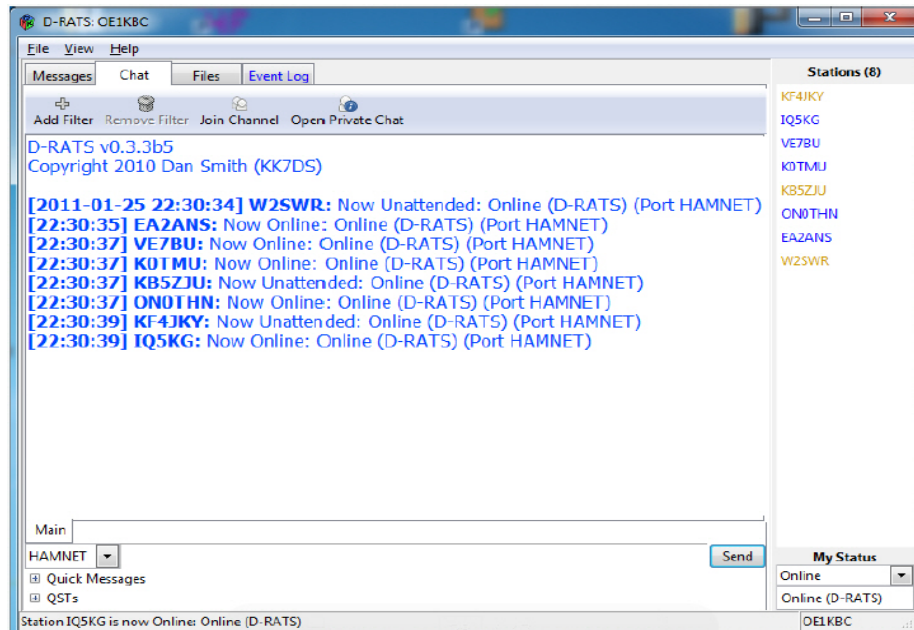 D-RATS: OE1KBC
File View Help
Messages Chat Files Event Log
Add Filter Remove Filter Join Channel Open Private Chat
D-RATS v0.3.3b5
Copyright 2010 Dan Smith (KK7DS)
[2011-01-25 22:30:34] W2SWR: Now Unattended: Online (D-RATS) (Port HAMNET)
[22:30:35] EA2ANS: Now Online: Online (D-RATS) (Port HAMNET)
[22:30:37] VE7BU: Now Online: Online (D-RATS) (Port HAMNET)
[22:30:37] K0TMU: Now Online: Online (D-RATS) (Port HAMNET)
[22:30:37] KB5ZJU: Now Unattended: Online (D-RATS) (Port HAMNET)
[22:30:37] ON0THN: Now Online: Online (D-RATS) (Port HAMNET)
[22:30:39] KF4JKY: Now Unattended: Online (D-RATS) (Port HAMNET)
[22:30:39] IQ5KG: Now Online: Online (D-RATS) (Port HAMNET)
Main
HAMNET Send
Quick Messages
QSTs
Station IQ5KG is now Online: Online (D-RATS)
Stations (8)
KF4JKY
IQ5KG
VE7BU
K0TMU
KB5ZJU
ON0THN
EA2ANS
W2SWR
My Status
Online
Online (D-RATS)
OE1KBC